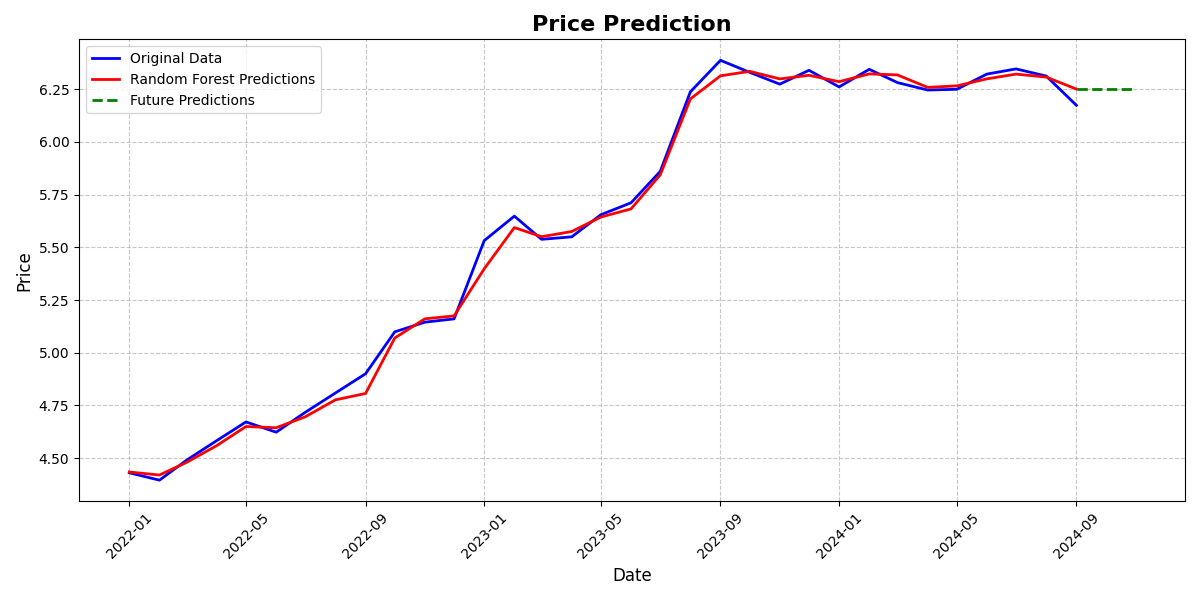 Price Prediction
Original Data
Random Forest Predictions
Future Predictions
Price
6.25
6.00
5.75
5.50
5.25
5.00
4.75
4.50
2022-01
2022-05
2022-09
2023-01
2023-05
2023-09
2024-01
2024-05
2024-09
Date